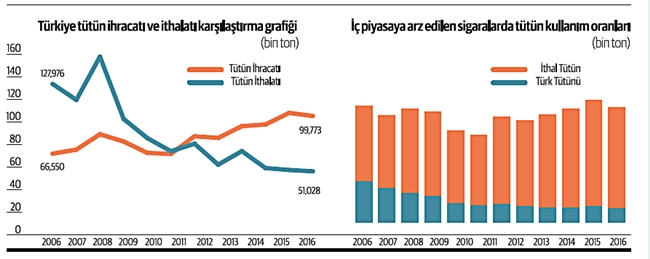 Türkiye tütün ihracatı ve ithalatı karşılaştırma grafiği
(bin ton)
160
140
120
100
80
60
40
20
0
127,976
66,550
99,773
51,028
Tütün İhracatı
Tütün İthalatı
2006 2007 2008 2009 2010 2011 2012 2013 2014 2015 2016
İç piyasaya arz edilen sigaralarda tütün kullanım oranları
(bin ton)
İthal Tütün
Türk Tütünü
2006 2007 2008 2009 2010 2011 2012 2013 2014 2015 2016